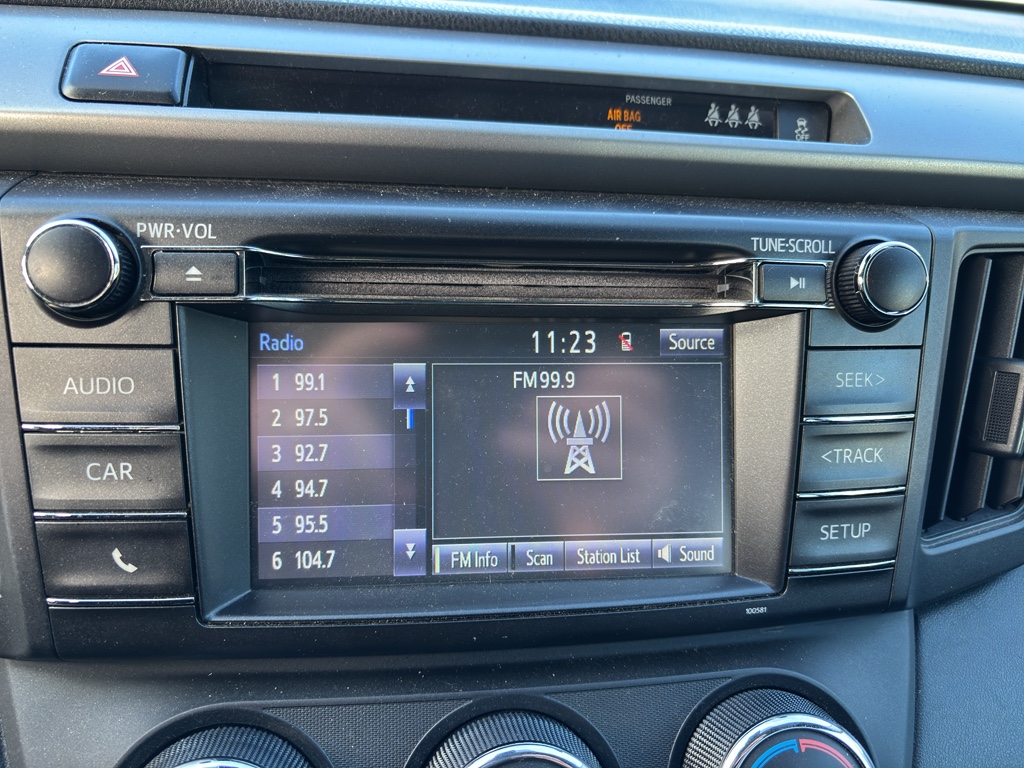 PASSENGER
AIR BAG
OFF
OFF
PWR·VOL
TUNE·SCROLL
AUDIO
CAR
SEEK>
<TRACK
SETUP
Radio
11:23
Source
1 99.1
2 97.5
3 92.7
4 94.7
5 95.5
6 104.7
FM99.9
FM Info
Scan
Station List
Sound
100581